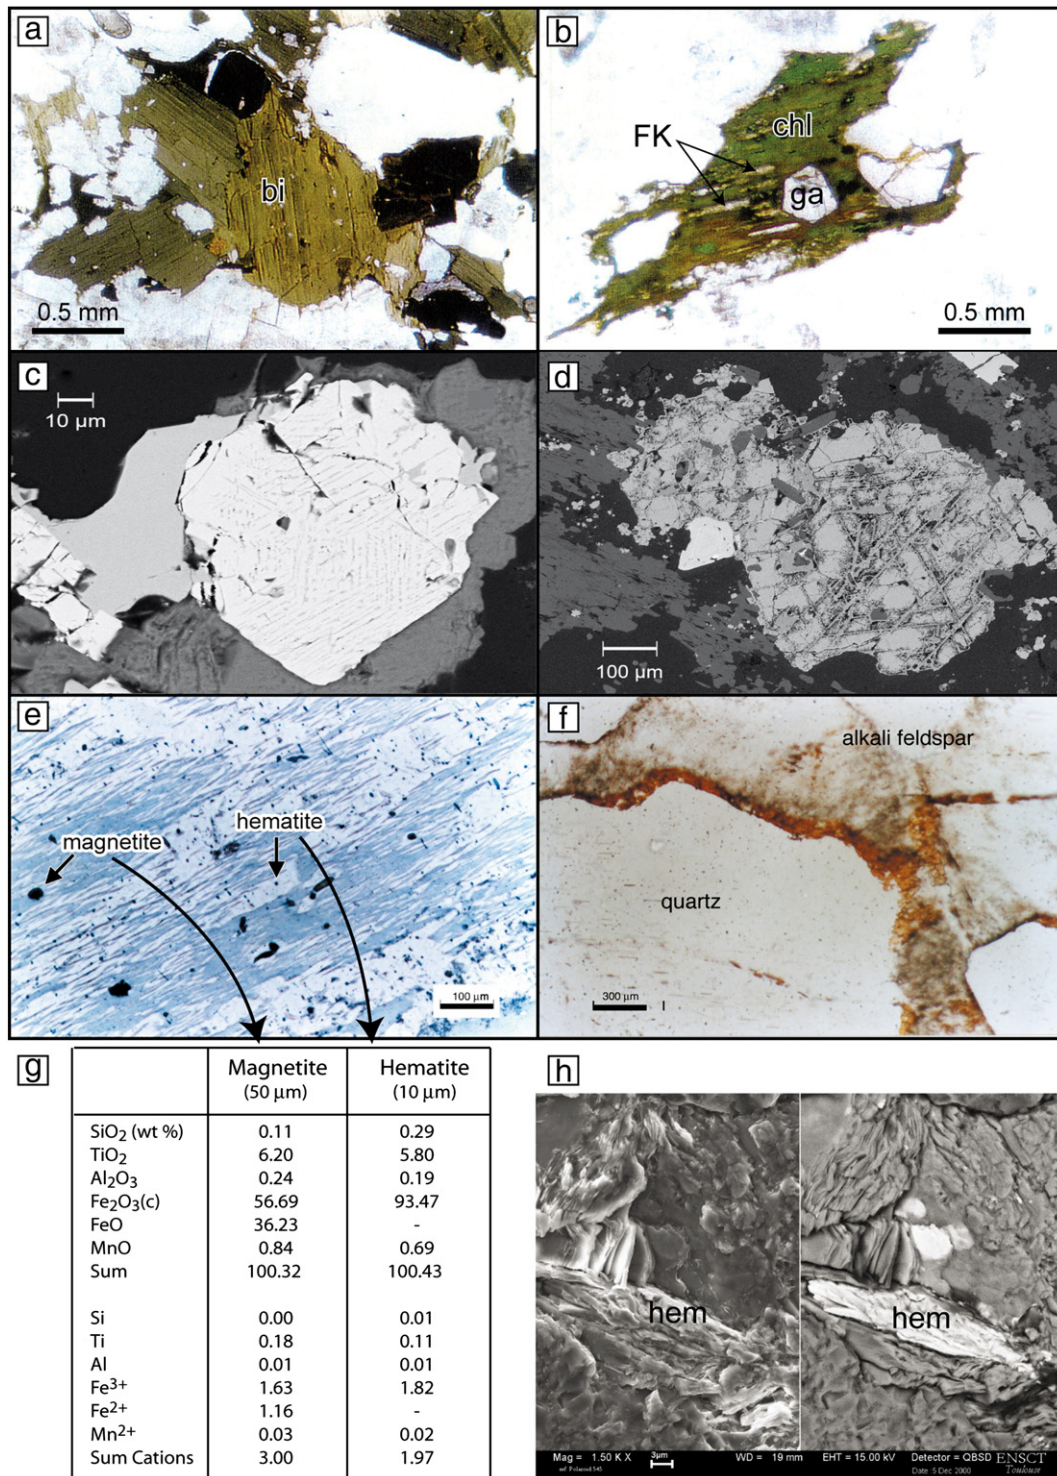 a
bi
0.5 mm
b
chl
FK
ga
0.5 mm
c
10 µm
d
100 µm
e
magnetite
hematite
100 µm
f
alkali feldspar
quartz
300 µm
g
Magnetite Hematite
(50 µm) (10 µm)
SiO2 (wt %) 0.11 0.29
TiO2 6.20 5.80
Al2O3 0.24 0.19
Fe2O3(c) 56.69 93.47
FeO 36.23 -
MnO 0.84 0.69
Sum 100.32 100.43
Si 0.00 0.01
Ti 0.18 0.11
Al 0.01 0.01
Fe3+ 1.63 1.82
Fe2+ 1.16 -
Mn2+ 0.03 0.02
Sum Cations 3.00 1.97
h
hem
hem
Mag = 1.50 K X 3µm WD = 19 mm EHT = 15.00 kV Detector = QBSD ENSCT
Date 5 Dec 2000 Toulouse